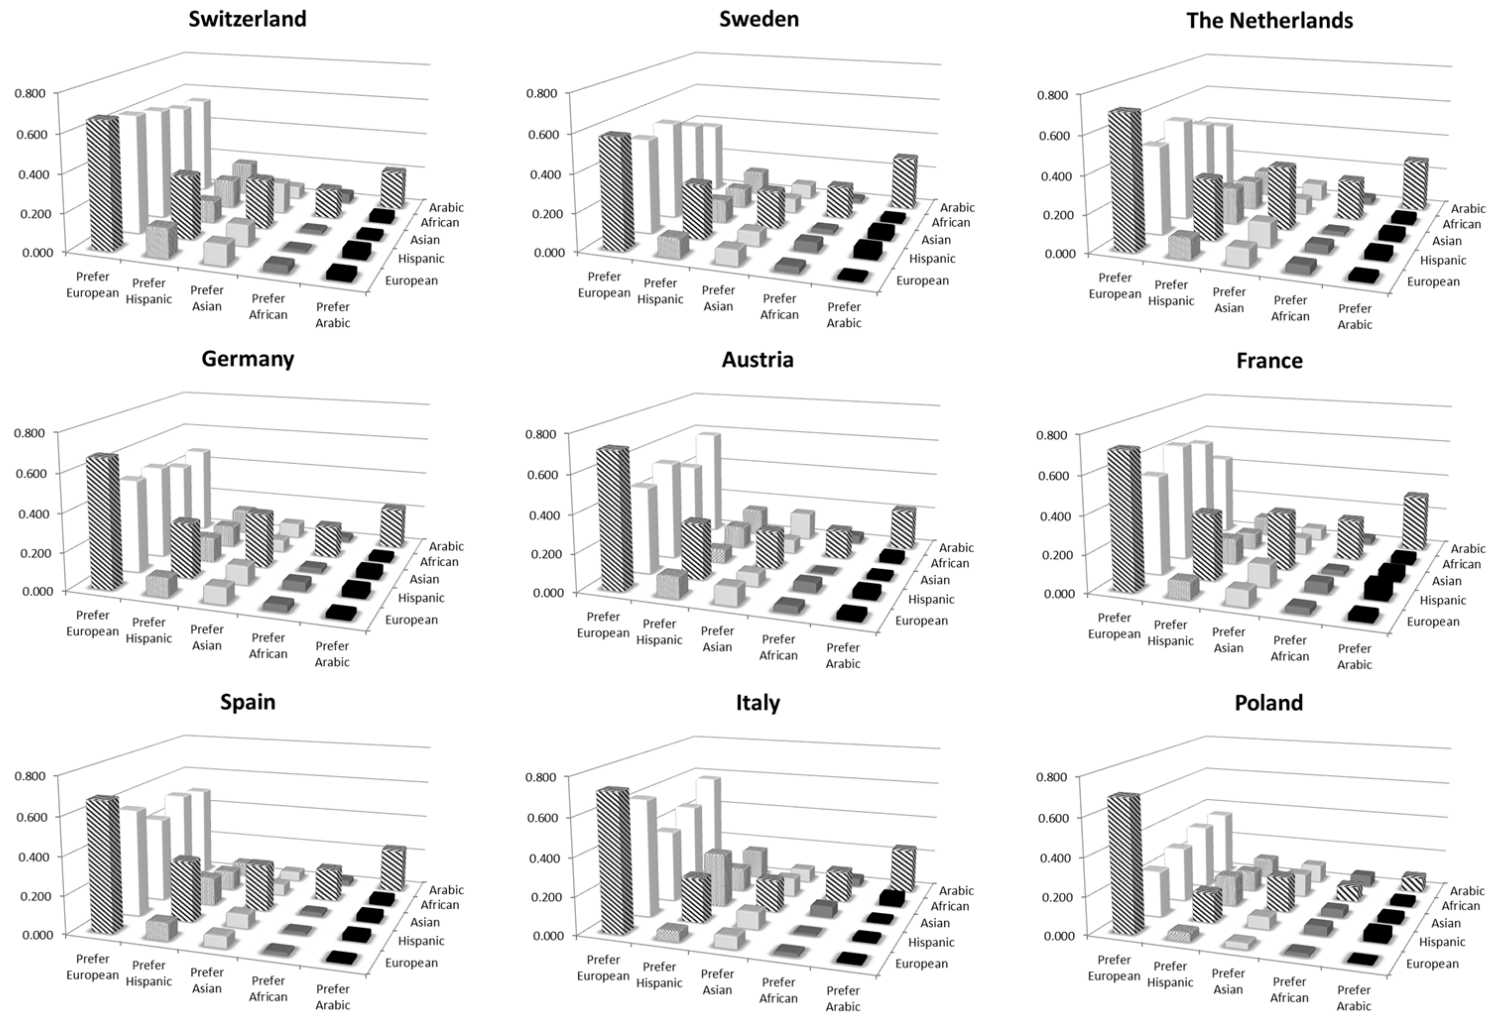 Switzerland
0.800
0.600
0.400
0.200
0.000
Prefer
European
Prefer
Hispanic
Prefer
Asian
Prefer
African
Prefer
Arabic
Arabic
African
Asian
Hispanic
European
Sweden
0.800
0.600
0.400
0.200
0.000
Prefer
European
Prefer
Hispanic
Prefer
Asian
Prefer
African
Prefer
Arabic
Arabic
African
Asian
Hispanic
European
The Netherlands
0.800
0.600
0.400
0.200
0.000
Prefer
European
Prefer
Hispanic
Prefer
Asian
Prefer
African
Prefer
Arabic
Arabic
African
Asian
Hispanic
European
Germany
0.800
0.600
0.400
0.200
0.000
Prefer
European
Prefer
Hispanic
Prefer
Asian
Prefer
African
Prefer
Arabic
Arabic
African
Asian
Hispanic
European
Austria
0.800
0.600
0.400
0.200
0.000
Prefer
European
Prefer
Hispanic
Prefer
Asian
Prefer
African
Prefer
Arabic
Arabic
African
Asian
Hispanic
European
France
0.800
0.600
0.400
0.200
0.000
Prefer
European
Prefer
Hispanic
Prefer
Asian
Prefer
African
Prefer
Arabic
Arabic
African
Asian
Hispanic
European
Spain
0.800
0.600
0.400
0.200
0.000
Prefer
European
Prefer
Hispanic
Prefer
Asian
Prefer
African
Prefer
Arabic
Arabic
African
Asian
Hispanic
European
Italy
0.800
0.600
0.400
0.200
0.000
Prefer
European
Prefer
Hispanic
Prefer
Asian
Prefer
African
Prefer
Arabic
Arabic
African
Asian
Hispanic
European
Poland
0.800
0.600
0.400
0.200
0.000
Prefer
European
Prefer
Hispanic
Prefer
Asian
Prefer
African
Prefer
Arabic
Arabic
African
Asian
Hispanic
European